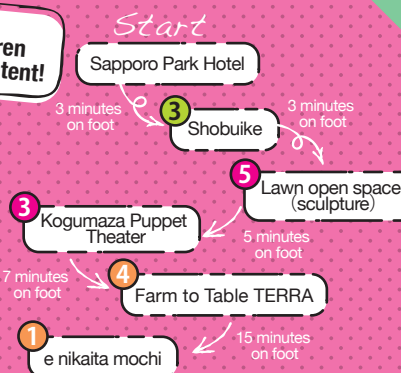 ren
tent!
Start
Sapporo Park Hotel
3 minutes
on foot
3
Shobuike
3 minutes
on foot
5
Lawn open space
(sculpture)
3
Kogumaza Puppet
Theater
5 minutes
on foot
7 minutes
on foot
4
Farm to Table TERRA
15 minutes
on foot
1
e nikaita mochi